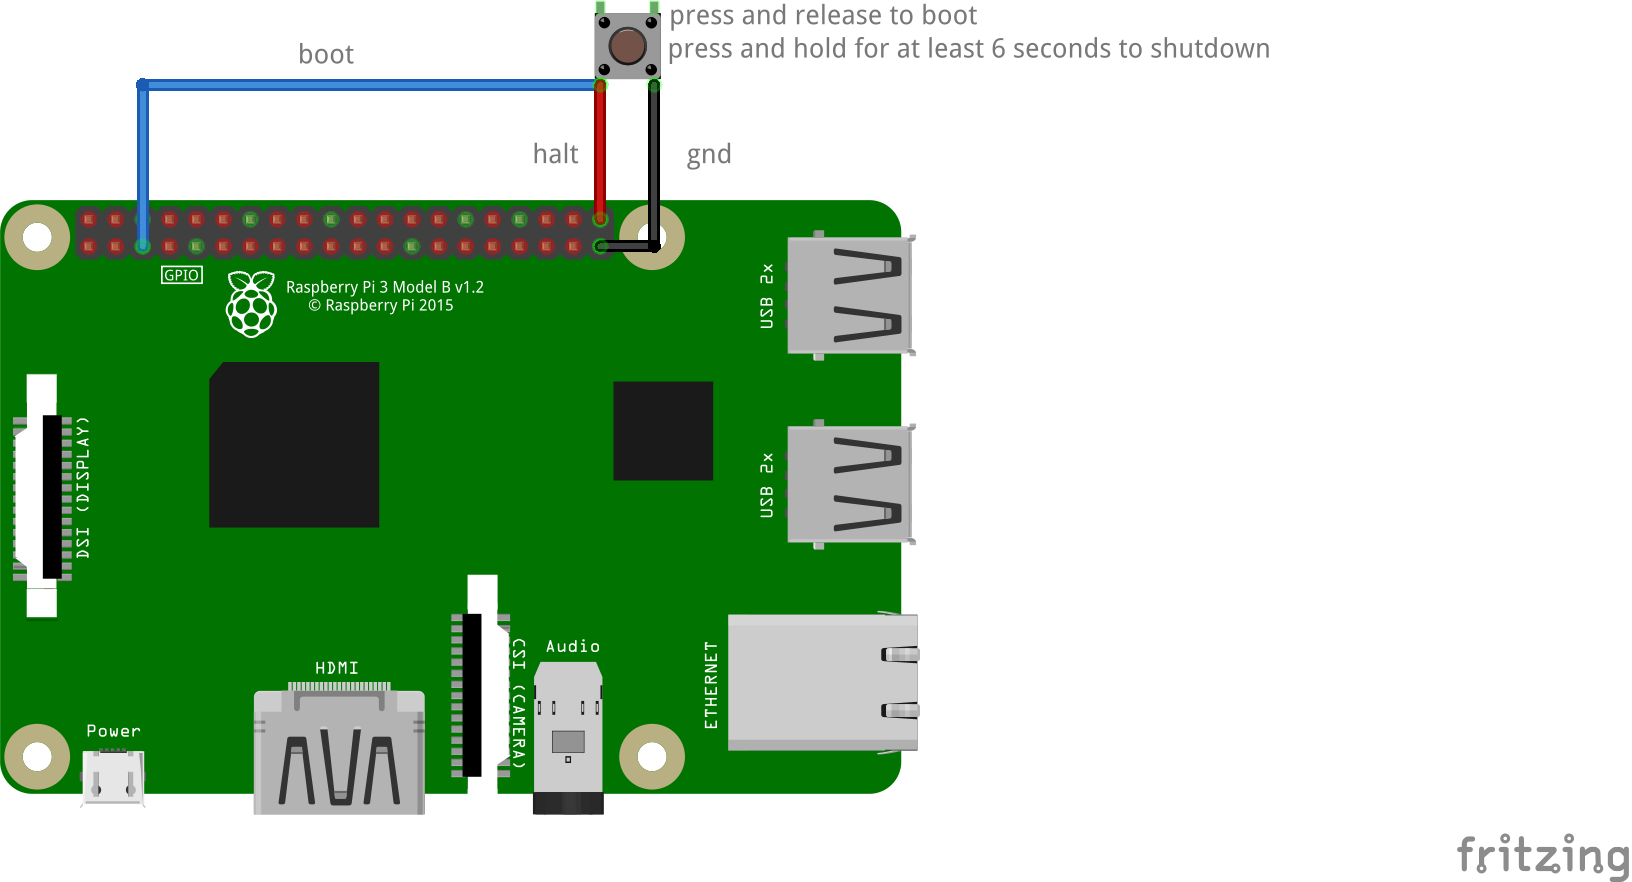 press and release to boot
press and hold for at least 6 seconds to shutdown
boot
halt
gnd
GPIO
Raspberry Pi 3 Model B v1.2
© Raspberry Pi 2015
USB 2x
DSI (DISPLAY)
USB 2x
CSI (CAMERA)
Audio
ETHERNET
HDMI
Power
fritzing